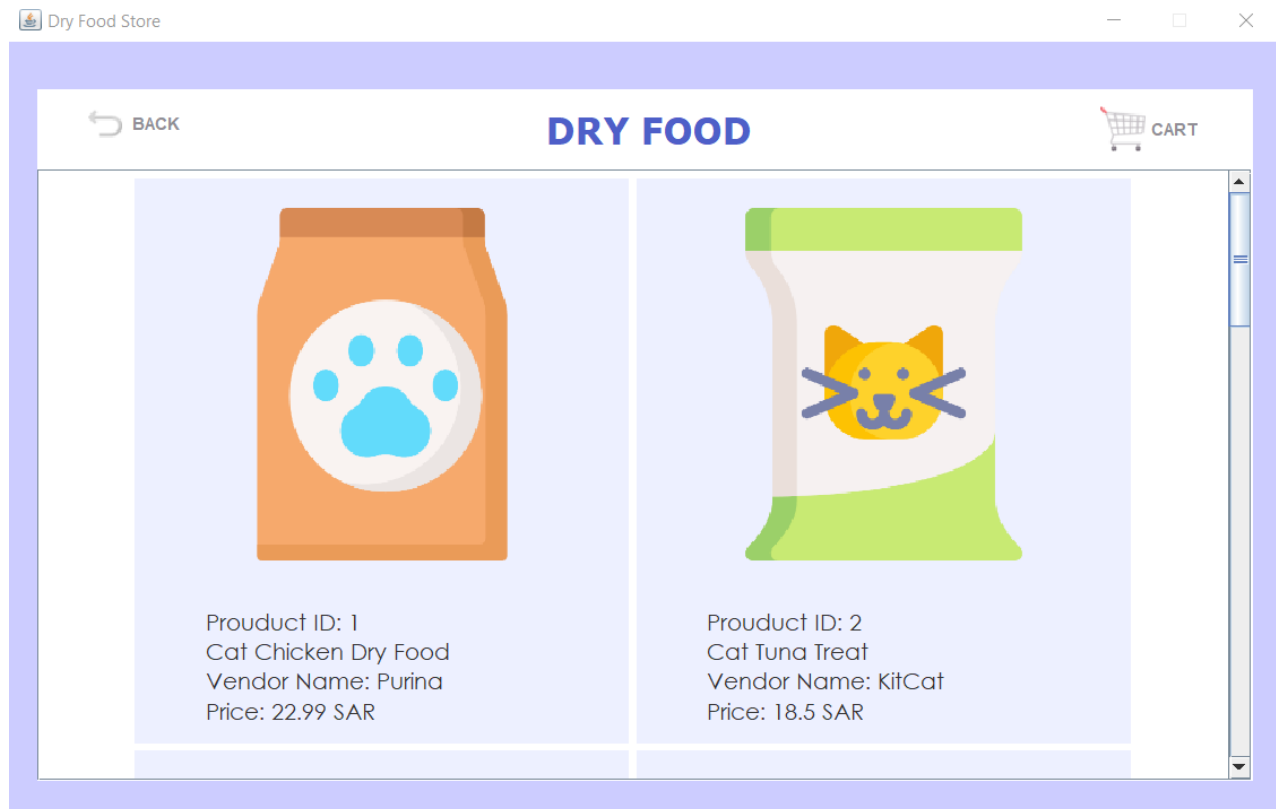 Dry Food Store
BACK
DRY FOOD
CART
Prouduct ID: 1
Cat Chicken Dry Food
Vendor Name: Purina
Price: 22.99 SAR
Prouduct ID: 2
Cat Tuna Treat
Vendor Name: KitCat
Price: 18.5 SAR